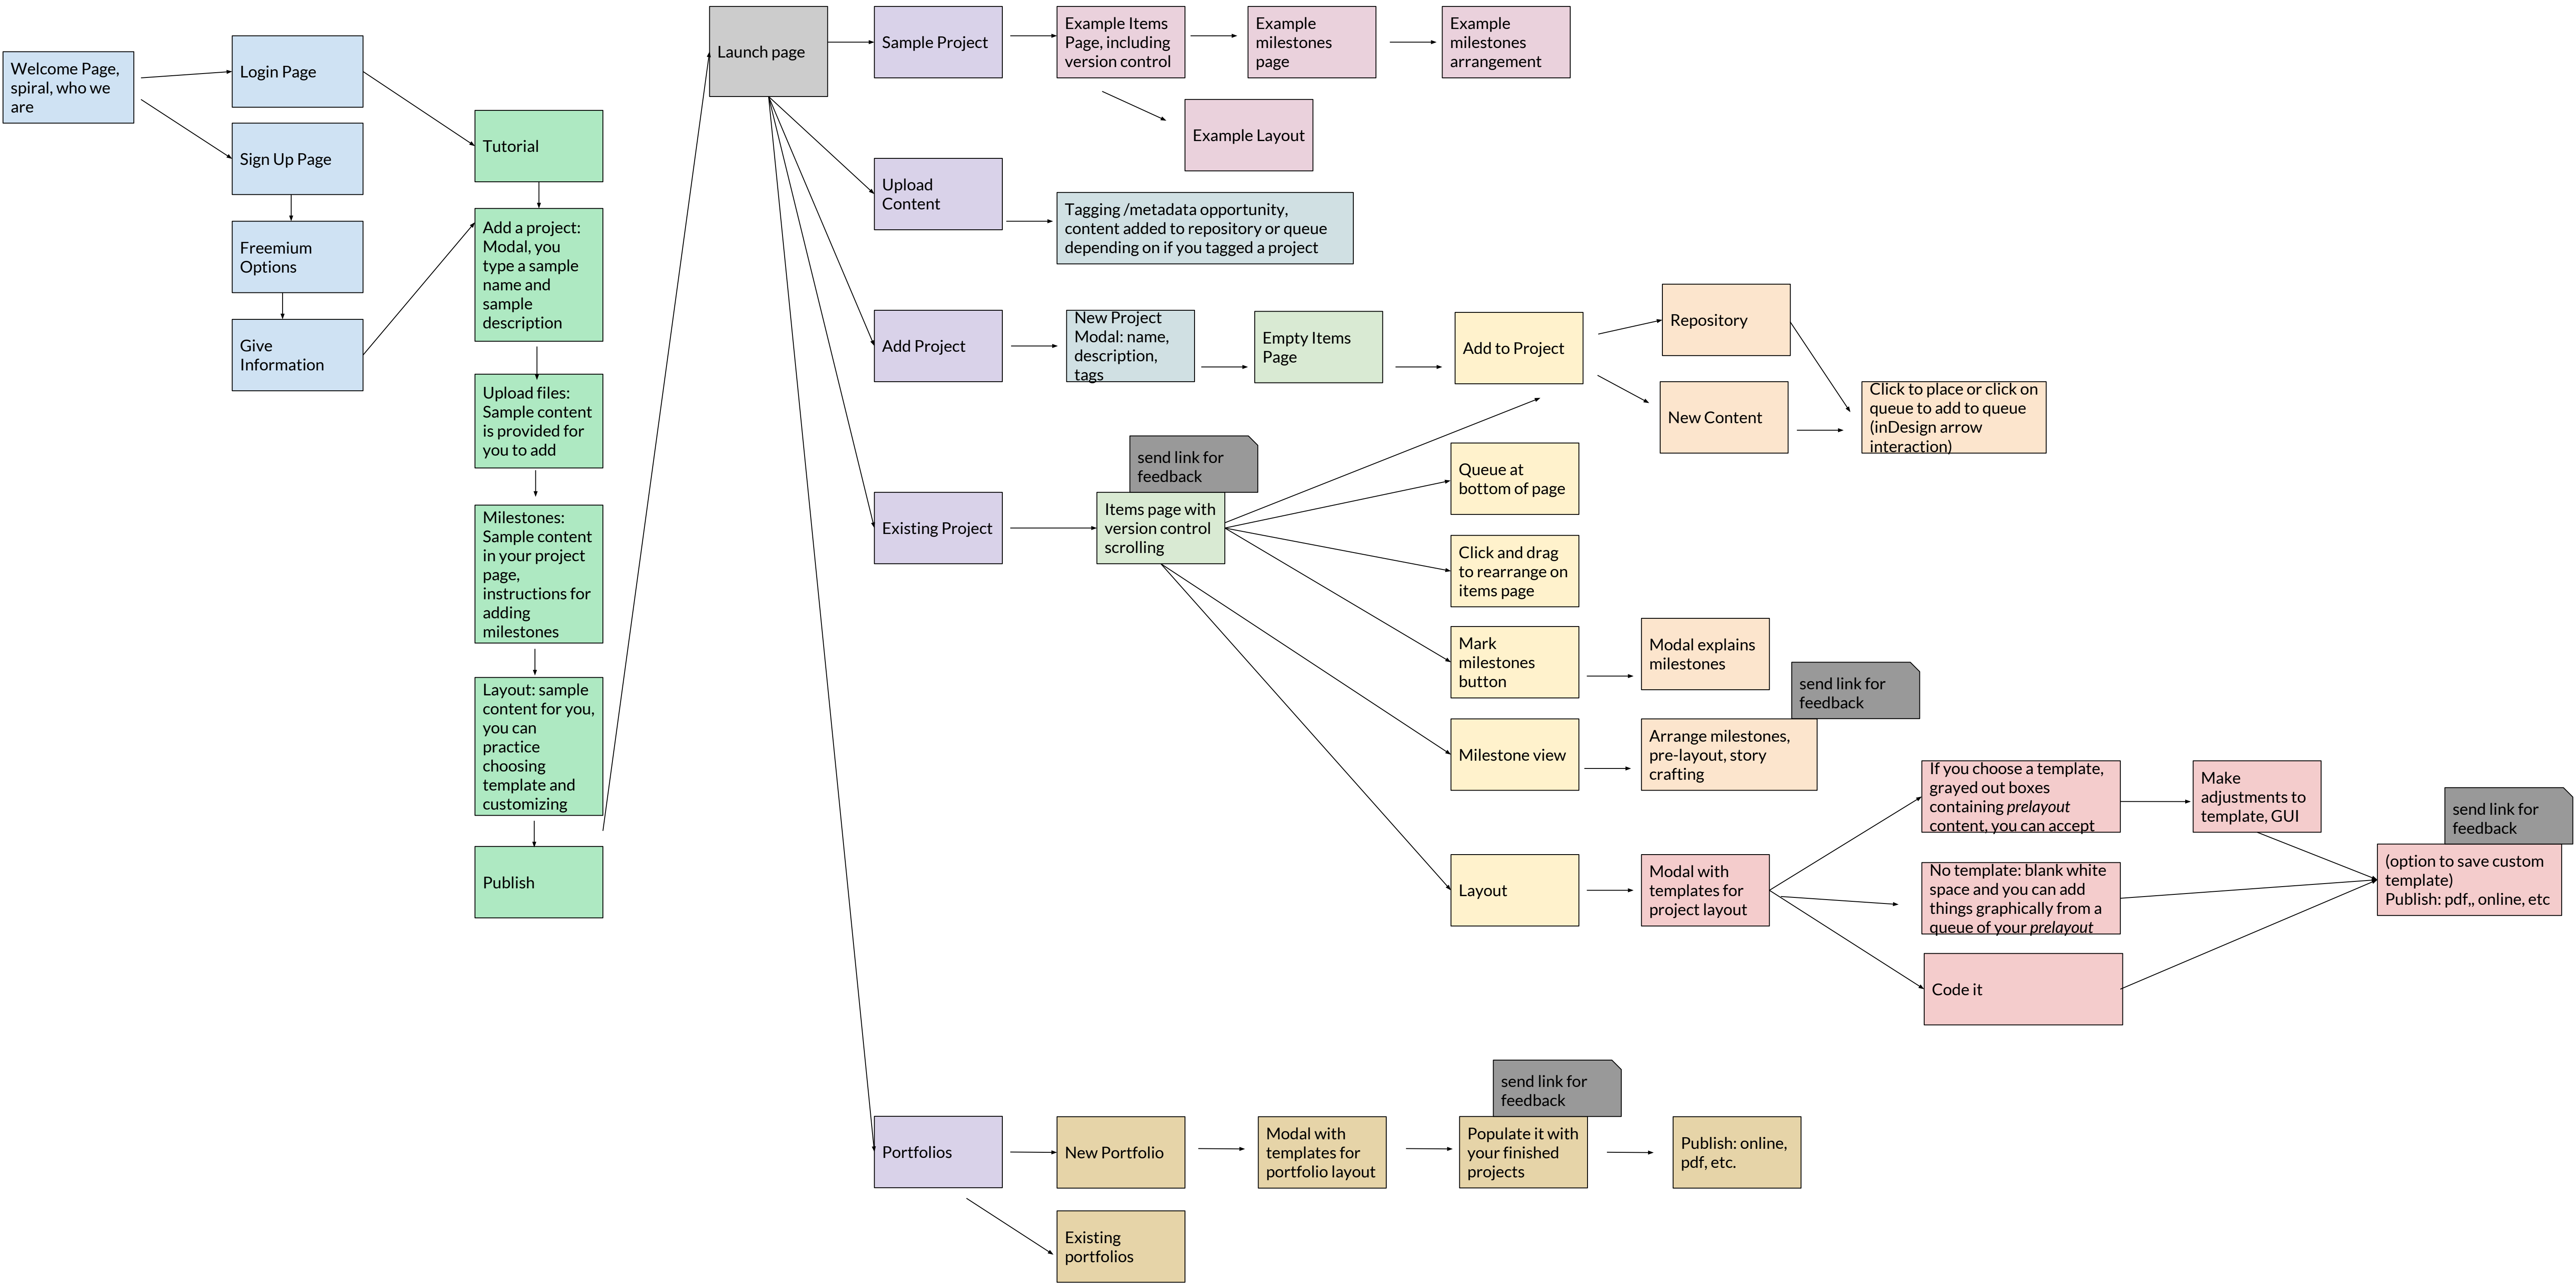 Welcome Page,
spiral, who we
are
Login Page
Sign Up Page
Freemium
Options
Give
Information
Tutorial
Add a project:
Modal, you
type a sample
name and
sample
description
Upload files:
Sample content
is provided for
you to add
Milestones:
Sample content
in your project
page,
instructions for
adding
milestones
Layout: sample
content for you,
you can
practice
choosing
template and
customizing
Publish
Launch page
Sample Project
Example Items
Page, including
version control
Example
milestones
page
Example
milestones
arrangement
Example Layout
Upload
Content
Tagging /metadata opportunity,
content added to repository or queue
depending on if you tagged a project
Add Project
New Project
Modal: name,
description,
tags
Empty Items
Page
Add to Project
Repository
New Content
Click to place or click on
queue to add to queue
(inDesign arrow
interaction)
Existing Project
send link for
feedback
Items page with
version control
scrolling
Queue at
bottom of page
Click and drag
to rearrange on
items page
Mark
milestones
button
Modal explains
milestones
Milestone view
send link for
feedback
Arrange milestones,
pre-layout, story
crafting
Layout
Modal with
templates for
project layout
If you choose a template,
grayed out boxes
containing prelayout
content, you can accept
Make
adjustments to
template, GUI
No template: blank white
space and you can add
things graphically from a
queue of your prelayout
Code it
send link for
feedback
(option to save custom
template)
Publish: pdf,, online, etc
Portfolios
New Portfolio
Modal with
templates for
portfolio layout
send link for
feedback
Populate it with
your finished
projects
Publish: online,
pdf, etc.
Existing
portfolios